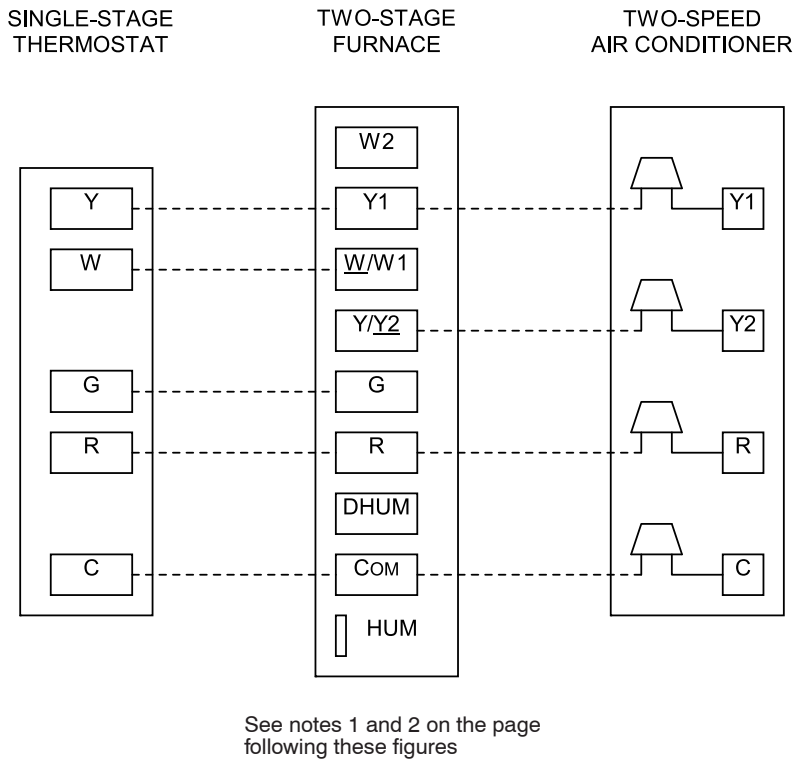 SINGLE-STAGE
THERMOSTAT
TWO-STAGE
FURNACE
TWO-SPEED
AIR CONDITIONER
Y
W
G
R
C
W2
Y1
W/W1
Y/Y2
G
R
DHUM
COM
HUM
Y1
Y2
R
C
See notes 1 and 2 on the page
following these figures